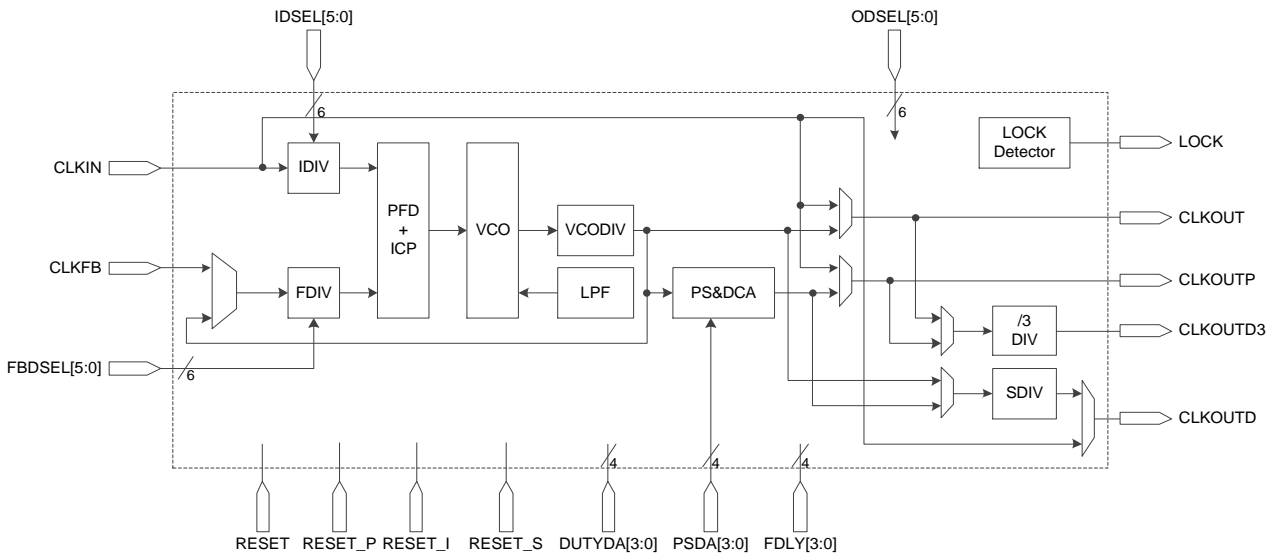 IDSEL[5:0]
ODSEL[5:0]
6
6
LOCK
Detector
LOCK
CLKIN
IDIV
PFD
+
ICP
VCO
VCODIV
CLKOUT
CLKFB
FDIV
LPF
PS&DCA
CLKOUTP
/3
DIV
CLKOUTD3
FBDSEL[5:0]
6
SDIV
CLKOUTD
4
4
4
RESET
RESET_P
RESET_I
RESET_S
DUTYDA[3:0]
PSDA[3:0]
FDLY[3:0]